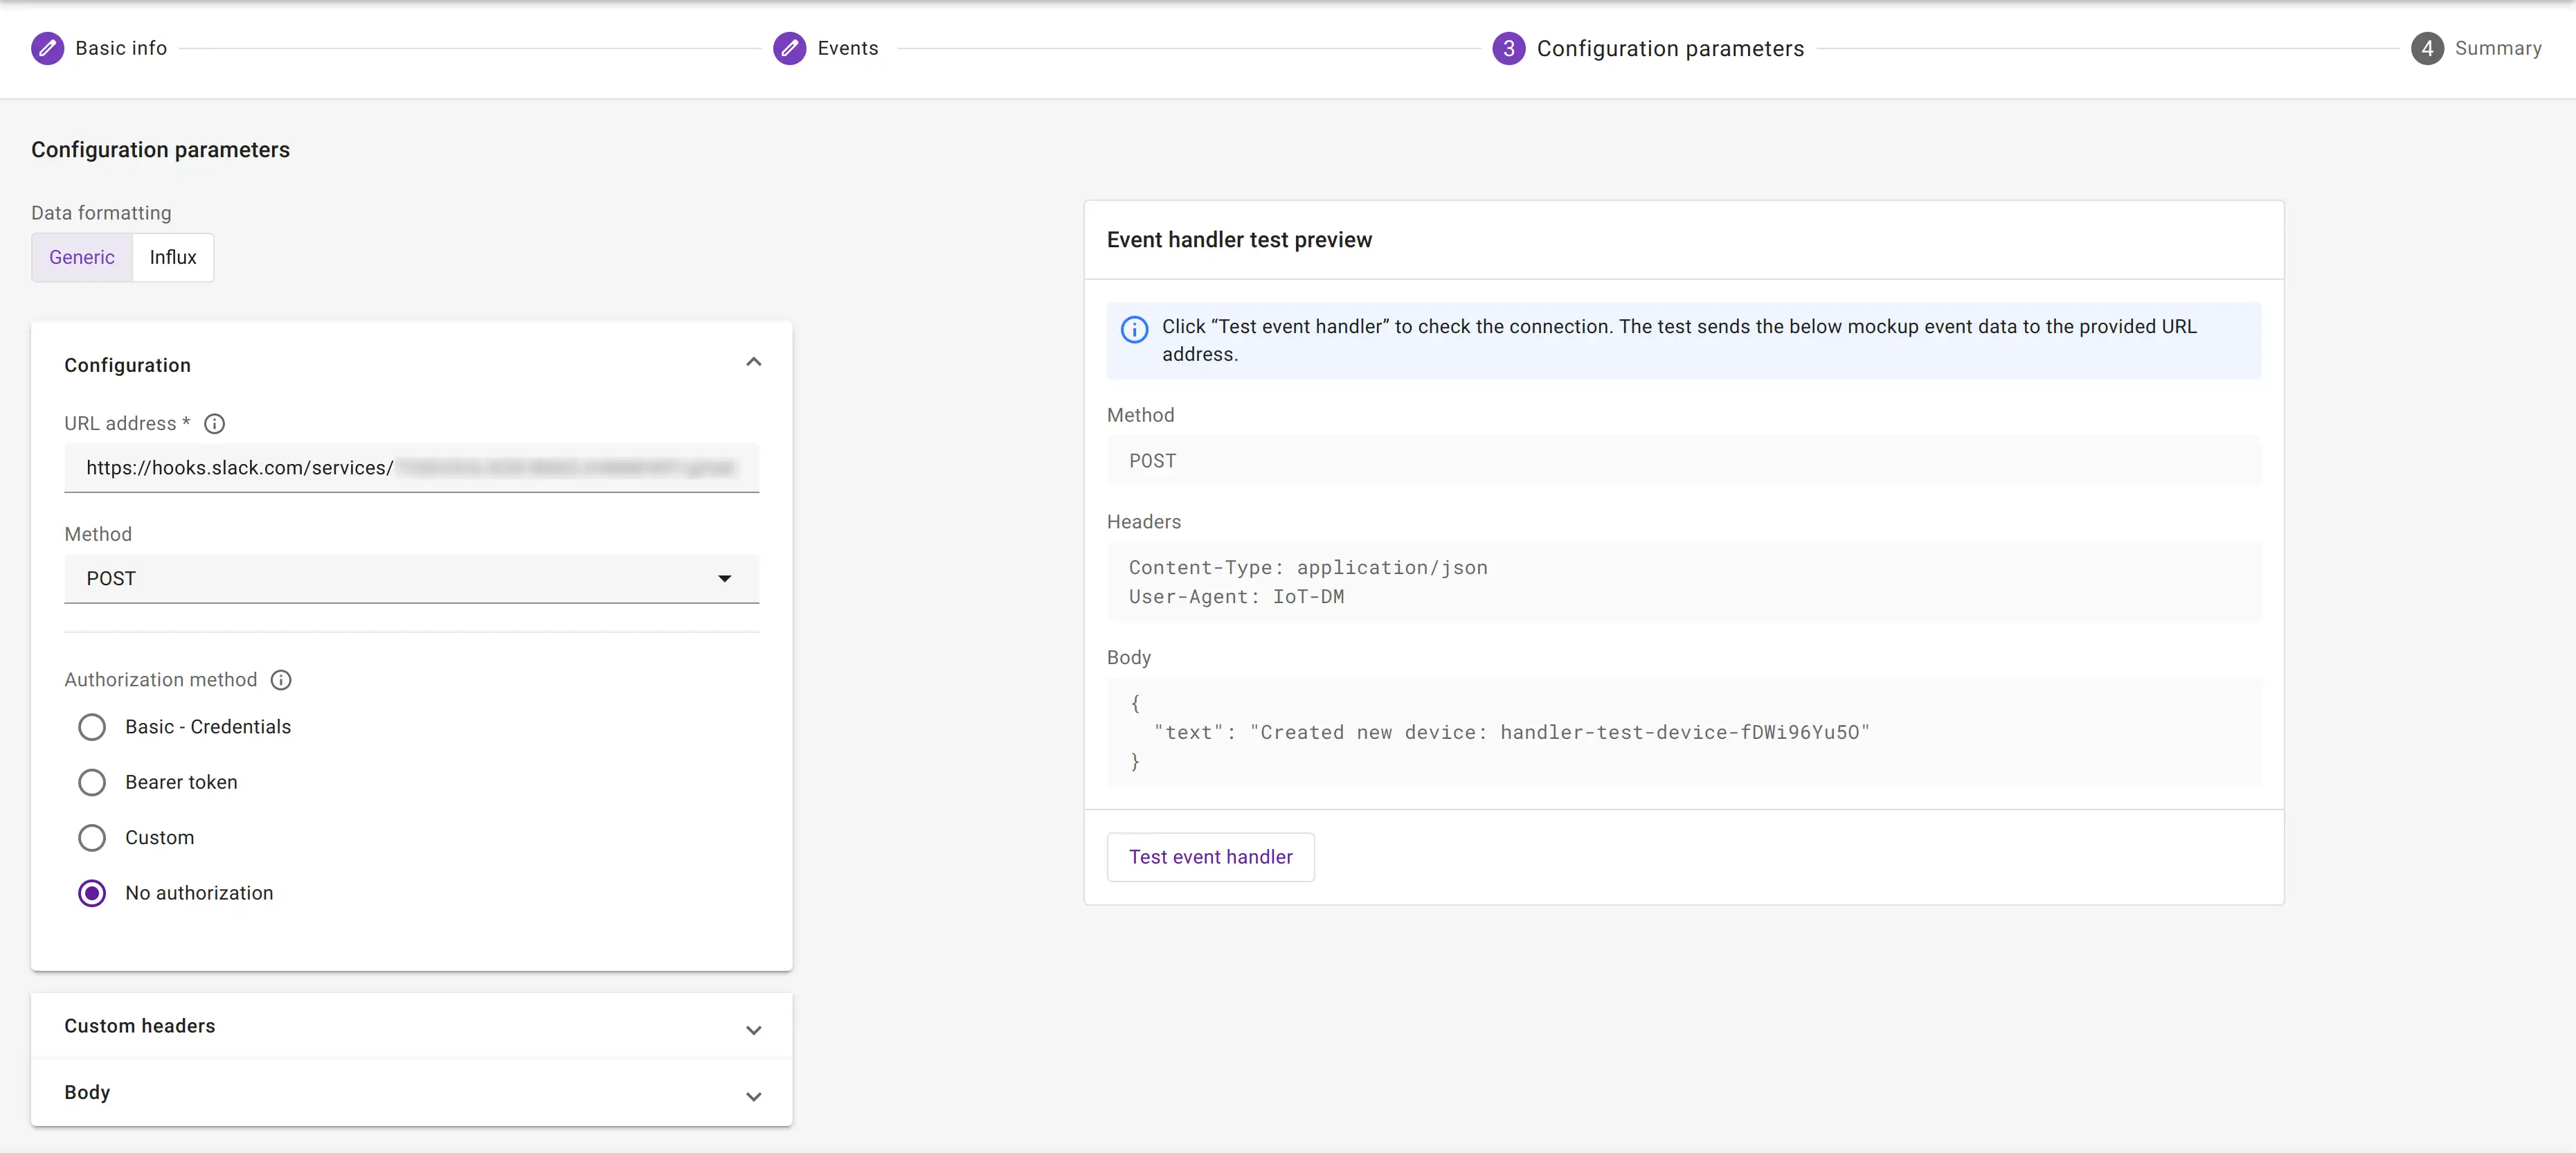 Basic info
Events
3 Configuration parameters
4 Summary
Configuration parameters
Data formatting
Generic
Influx
Configuration
URL address *
https://hooks.slack.com/services/
Method
POST
Authorization method
Basic - Credentials
Bearer token
Custom
No authorization
Custom headers
Body
Event handler test preview
Click “Test event handler” to check the connection. The test sends the below mockup event data to the provided URL
address.
Method
POST
Headers
Content-Type: application/json
User-Agent: IoT-DM
Body
{
"text": "Created new device: handler-test-device-fDWi96Yu5O"
}
Test event handler